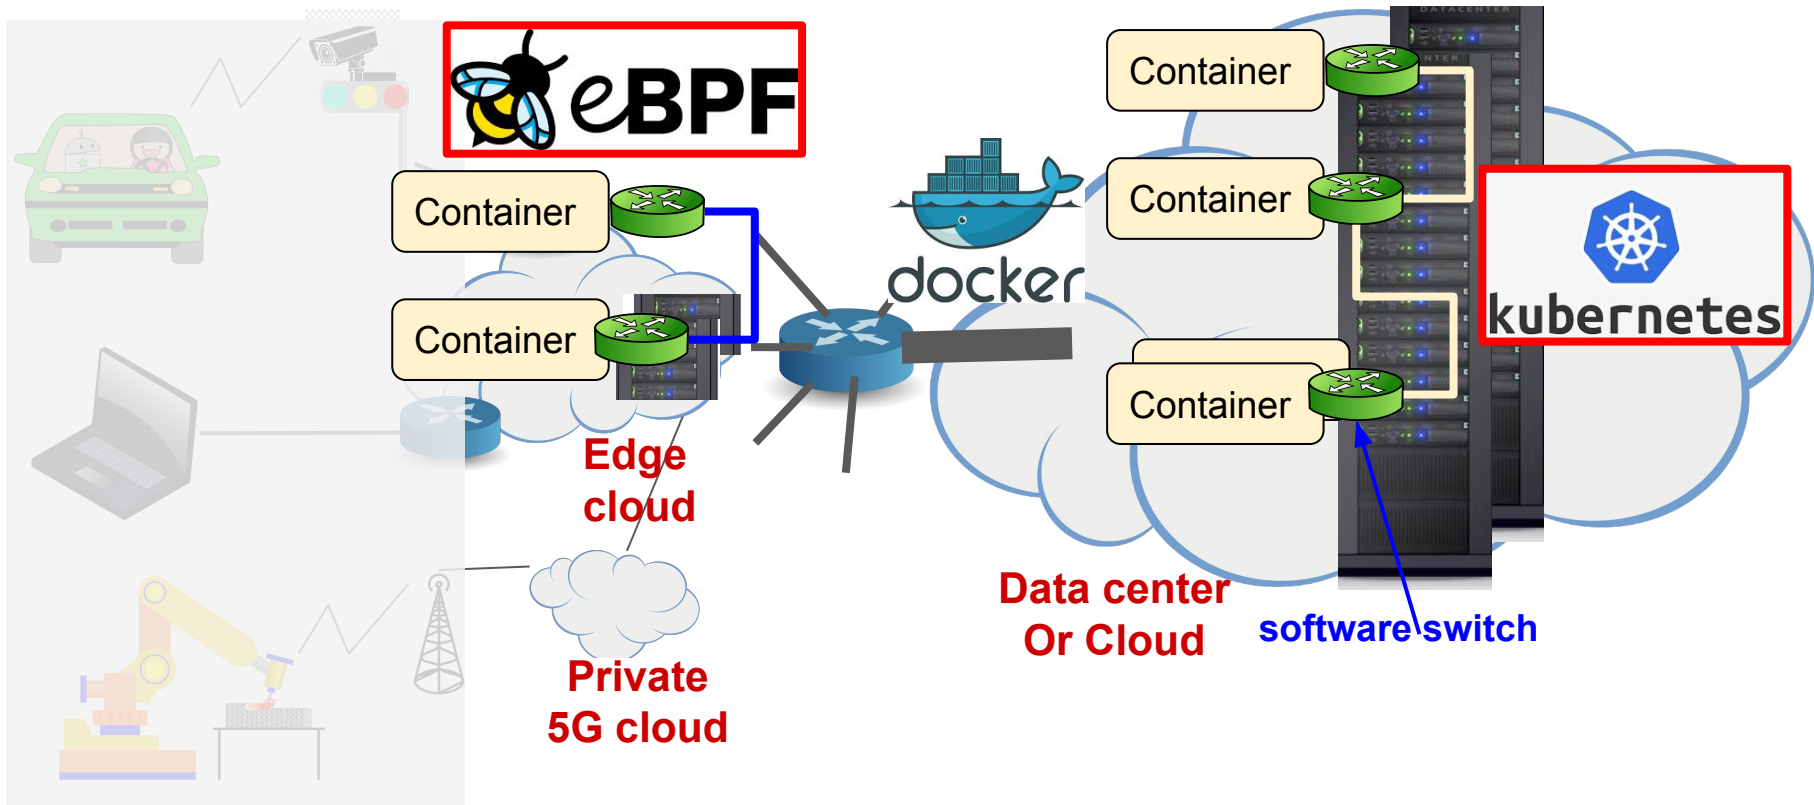 eBPF
Container
Container
Edge
cloud
Private
5G cloud
docker
DATACENTER
Container
Container
Container
kubernetes
Data center
Or Cloud
software switch